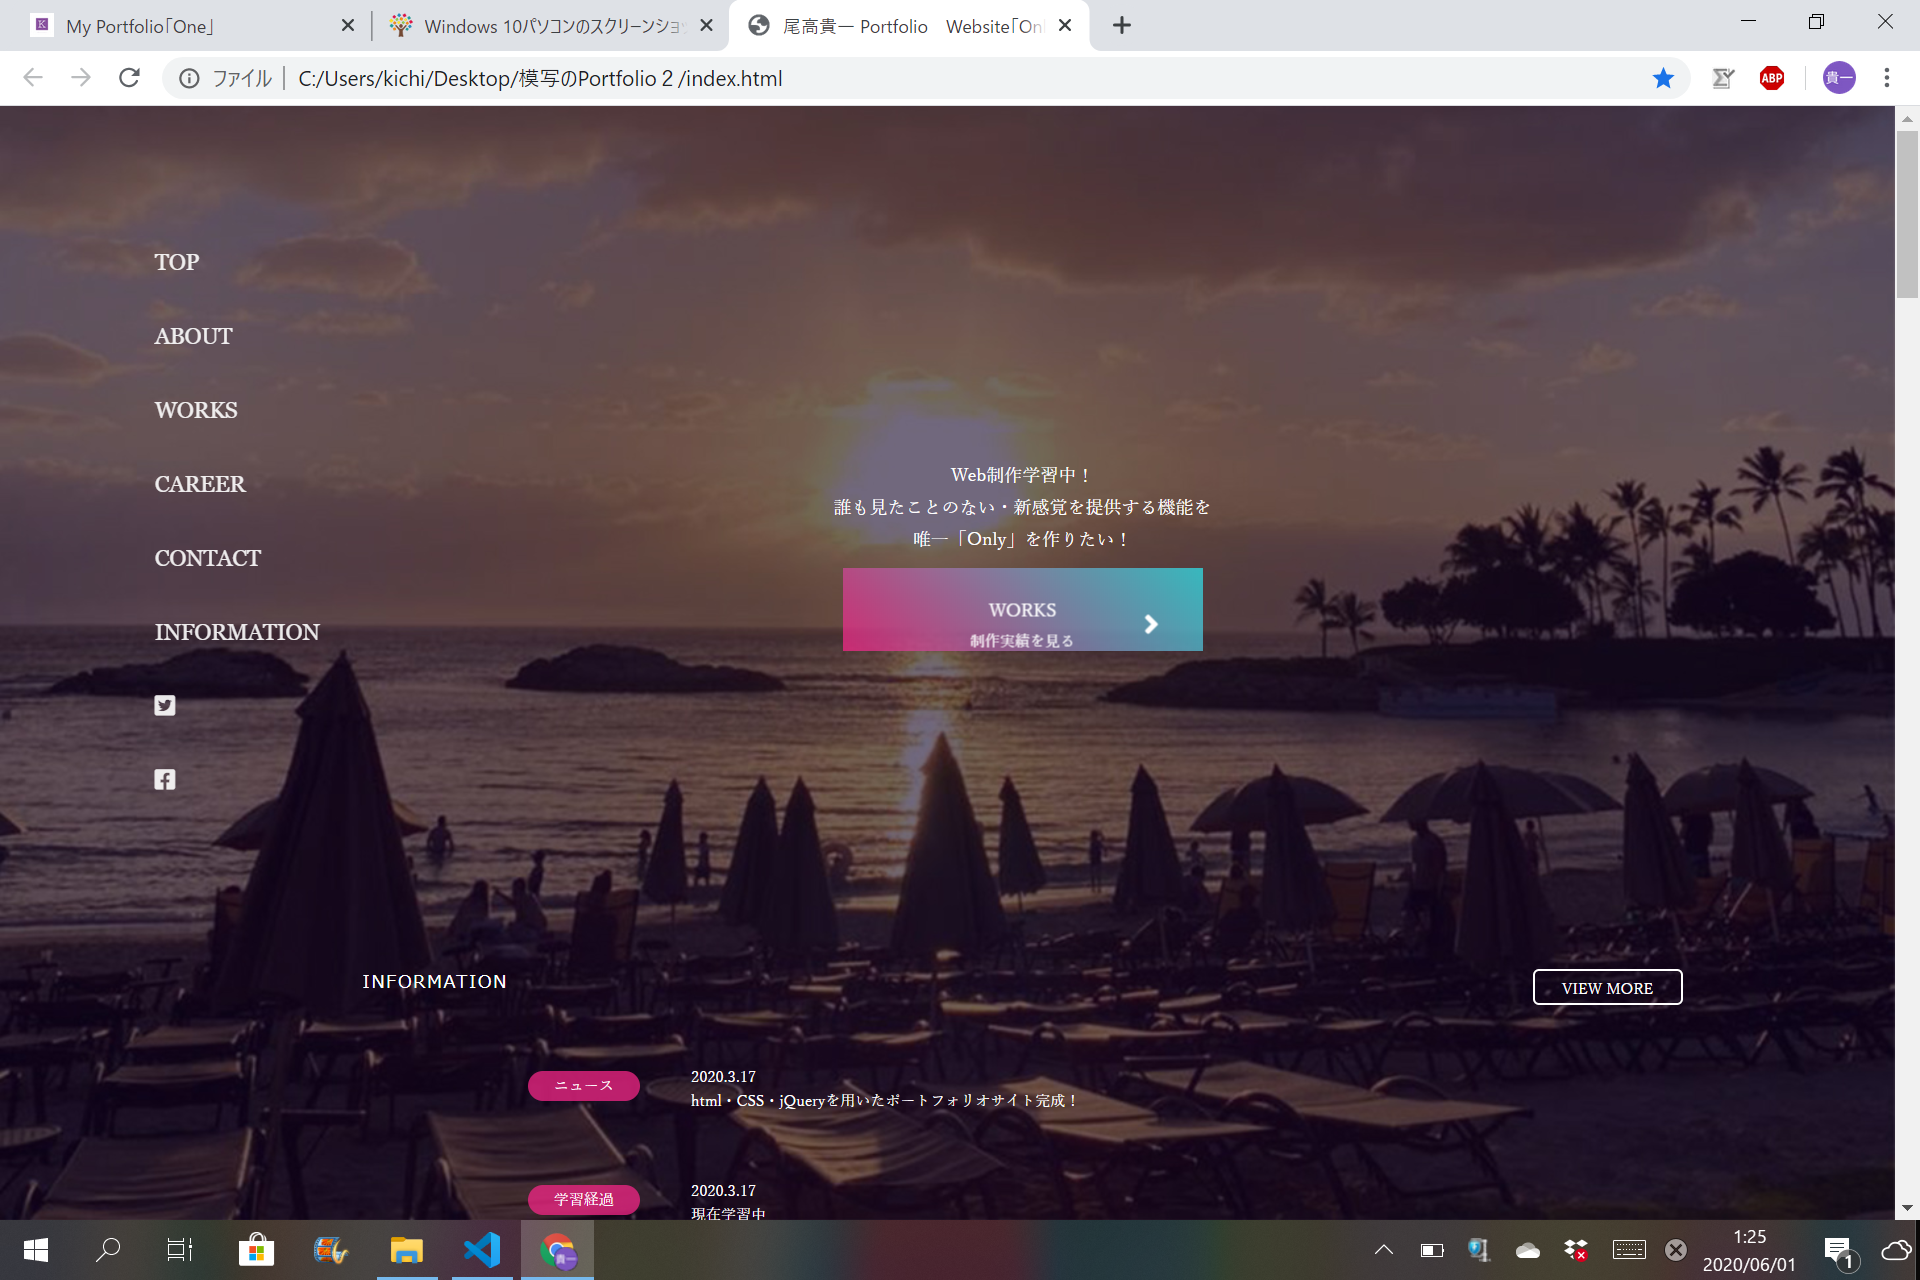 My Portfolio「One」
Windows 10パソコンのスクリーンショ
尾高貴一 Portfolio　Website「Onl
ファイル
C:/Users/kichi/Desktop/模写のPortfolio 2 /index.html
ABP
貴一
TOP
ABOUT
WORKS
CAREER
CONTACT
INFORMATION
Web制作学習中！
誰も見たことのない・新感覚を提供する機能を
唯一「Only」を作りたい！
WORKS
制作実績を見る
INFORMATION
VIEW MORE
ニュース
2020.3.17
html・CSS・jQueryを用いたポートフォリオサイト完成！
学習経過
2020.3.17
現在学習中
1:25
2020/06/01
1